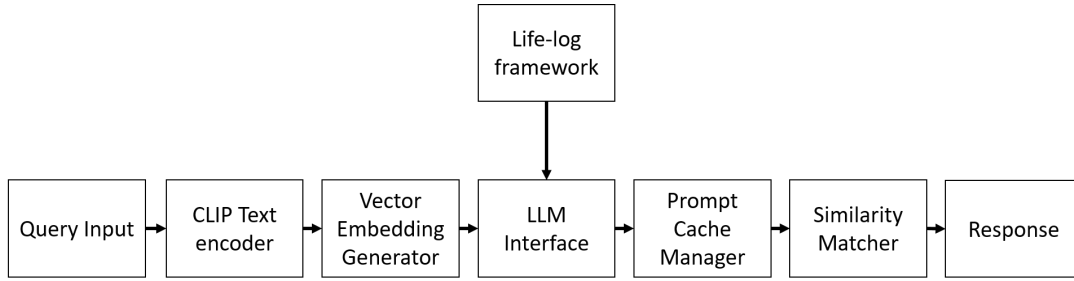 Life-log
framework
Query Input
CLIP Text
encoder
Vector
Embedding
Generator
LLM
Interface
Prompt
Cache
Manager
Similarity
Matcher
Response